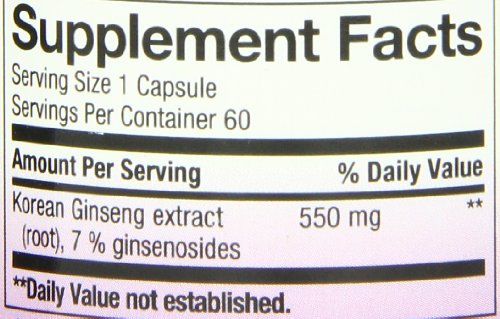 Supplement Facts
Serving Size 1 Capsule
Servings Per Container 60
Amount Per Serving % Daily Value
Korean Ginseng extract 550 mg **
(root), 7 % ginsenosides
**Daily Value not established.